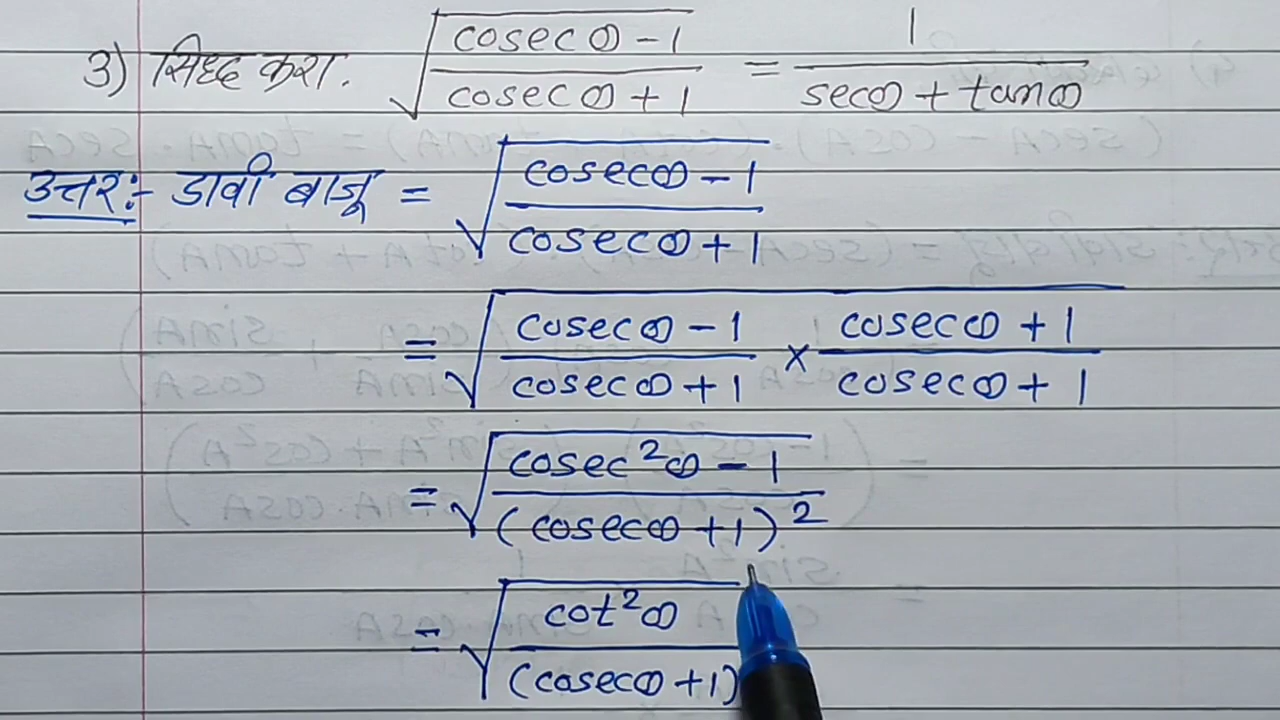 3) सिध्द करा. √((cosecθ - 1)/(cosecθ + 1)) = 1/(secθ + tanθ)
उत्तर:- डावी बाजू = √((cosecθ - 1)/(cosecθ + 1))
= √((cosecθ - 1)/(cosecθ + 1) × (cosecθ + 1)/(cosecθ + 1))
= √((cosec²θ - 1)/(cosecθ + 1)²)
= √(cot²θ/(cosecθ + 1)